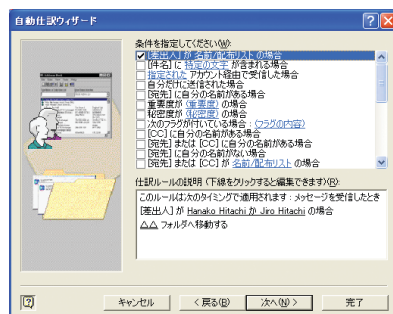 自動仕訳ウィザード
条件を指定してください(W):
[差出人] が 名前/配布リスト の場合
[件名] に 特定の文字 が含まれる場合
指定された アカウント経由で受信した場合
自分だけに送信された場合
[宛先] に自分の名前がある場合
重要度が (重要度) の場合
秘密度が (秘密度) の場合
次のフラグが付いている場合 : (フラグの内容)
[CC] に自分の名前がある場合
[宛先] または [CC] に自分の名前がある場合
[宛先] に自分の名前がない場合
[宛先] または [CC] が 名前/配布リスト の場合
仕訳ルールの説明 (下線をクリックすると編集できます)(R):
このルールは次のタイミングで適用されます : メッセージを受信したとき
[差出人] が Hanako Hitachi か Jiro Hitachi の場合
△△ フォルダへ移動する
キャンセル < 戻る(B) 次へ(N) > 完了